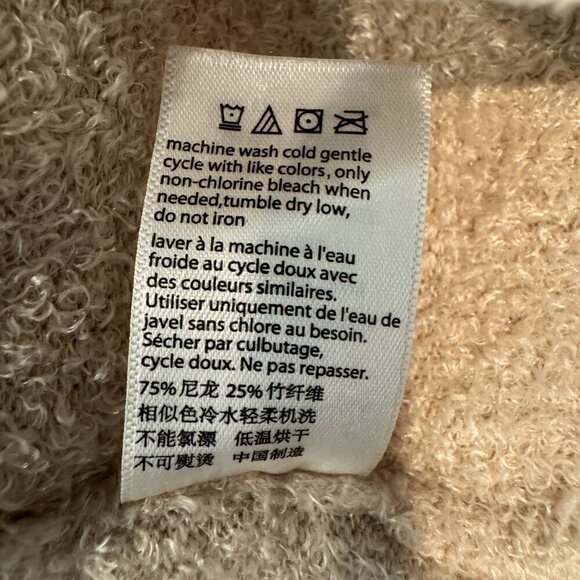 machine wash cold gentle
cycle with like colors, only
non-chlorine bleach when
needed,tumble dry low,
do not iron
laver à la machine à l'eau
froide au cycle doux avec
des couleurs similaires.
Utiliser uniquement de l'eau de
javel sans chlore au besoin.
Sécher par culbutage,
cycle doux. Ne pas repasser.
75%尼龙 25%竹纤维
相似色冷水轻柔机洗
不能氯漂 低温烘干
不可熨烫 中国制造